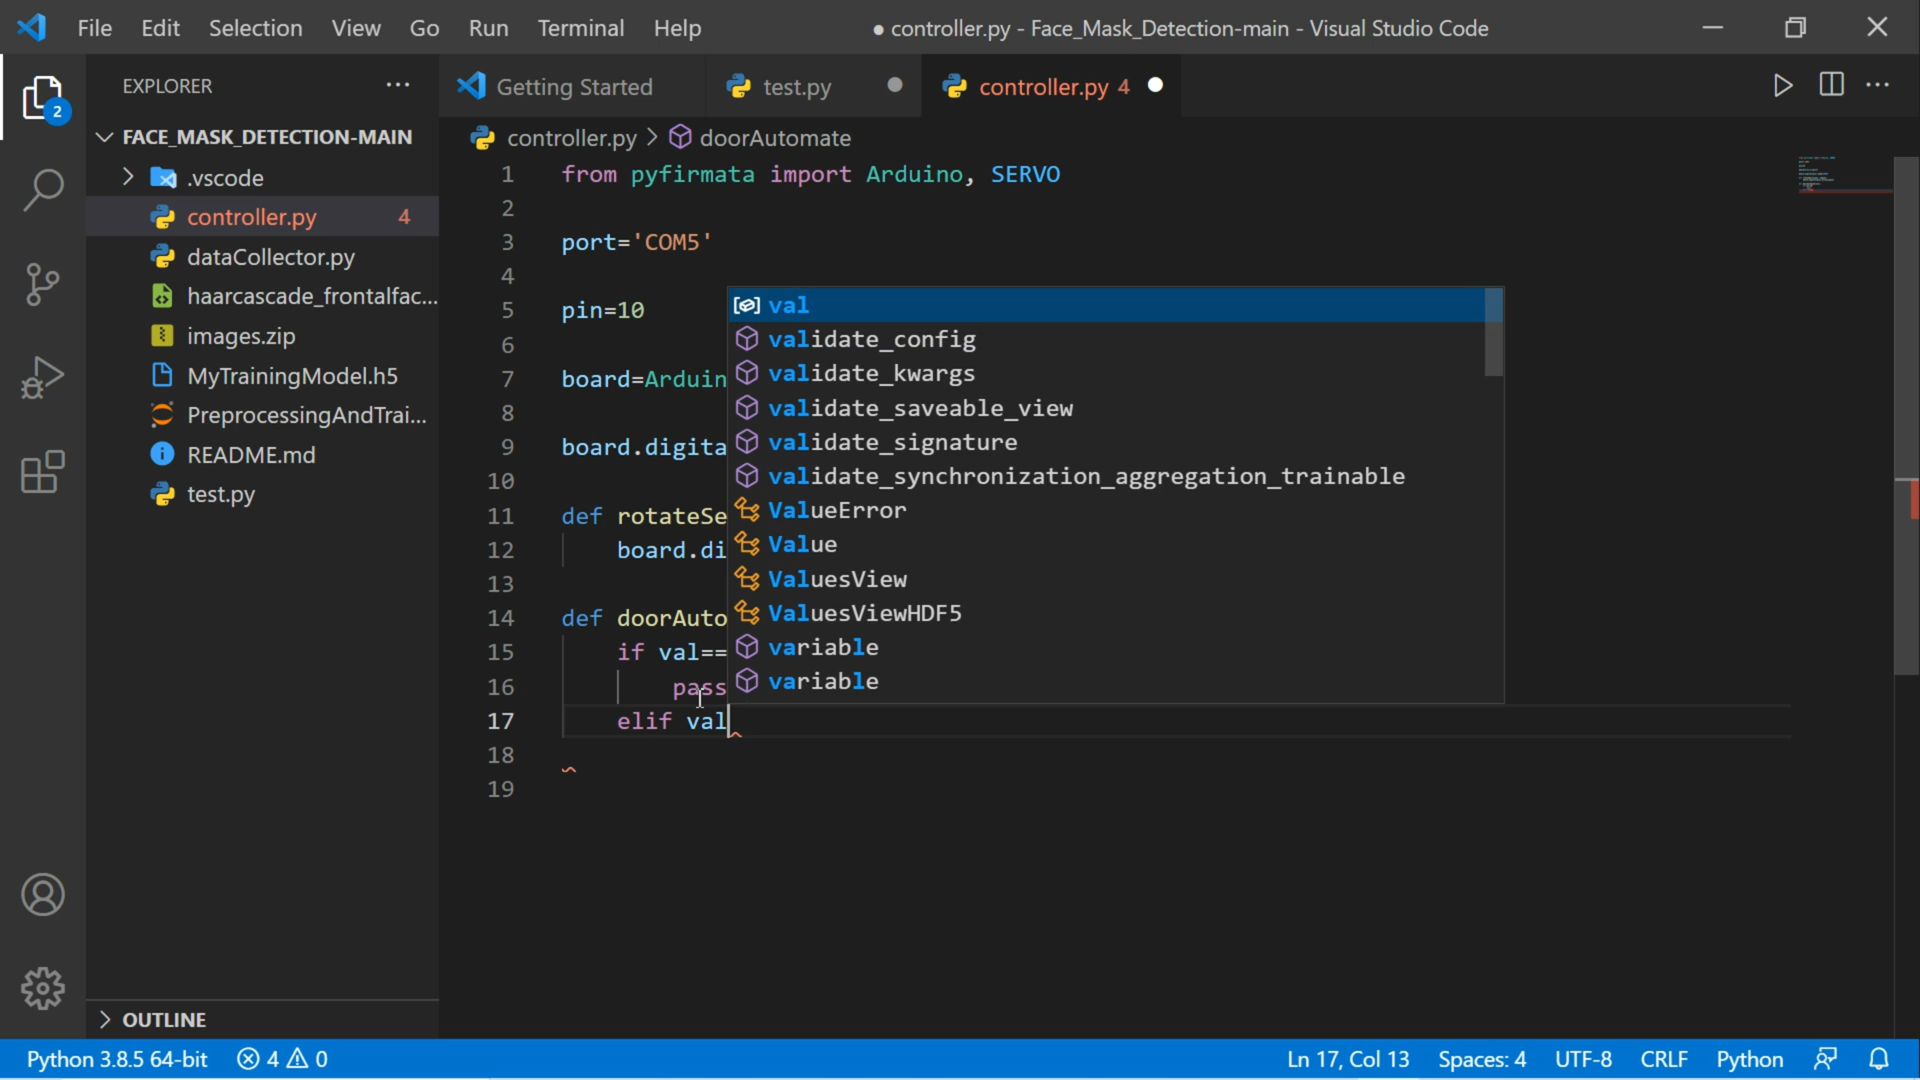 File Edit Selection View Go Run Terminal Help ● controller.py - Face_Mask_Detection-main - Visual Studio Code
2
EXPLORER ···
FACE_MASK_DETECTION-MAIN
.vscode
controller.py 4
dataCollector.py
haarcascade_frontalfac...
images.zip
MyTrainingModel.h5
PreprocessingAndTrai...
README.md
test.py
OUTLINE
Getting Started test.py controller.py 4
controller.py > doorAutomate
1 from pyfirmata import Arduino, SERVO
2
3 port='COM5'
4
5 pin=10
6
7 board=Arduin
8
9 board.digita
10
11 def rotateSe
12 board.di
13
14 def doorAuto
15 if val==
16 pass
17 elif val
18
19
val
validate_config
validate_kwargs
validate_saveable_view
validate_signature
validate_synchronization_aggregation_trainable
ValueError
Value
ValuesView
ValuesViewHDF5
variable
variable
Python 3.8.5 64-bit 4 0 Ln 17, Col 13 Spaces: 4 UTF-8 CRLF Python